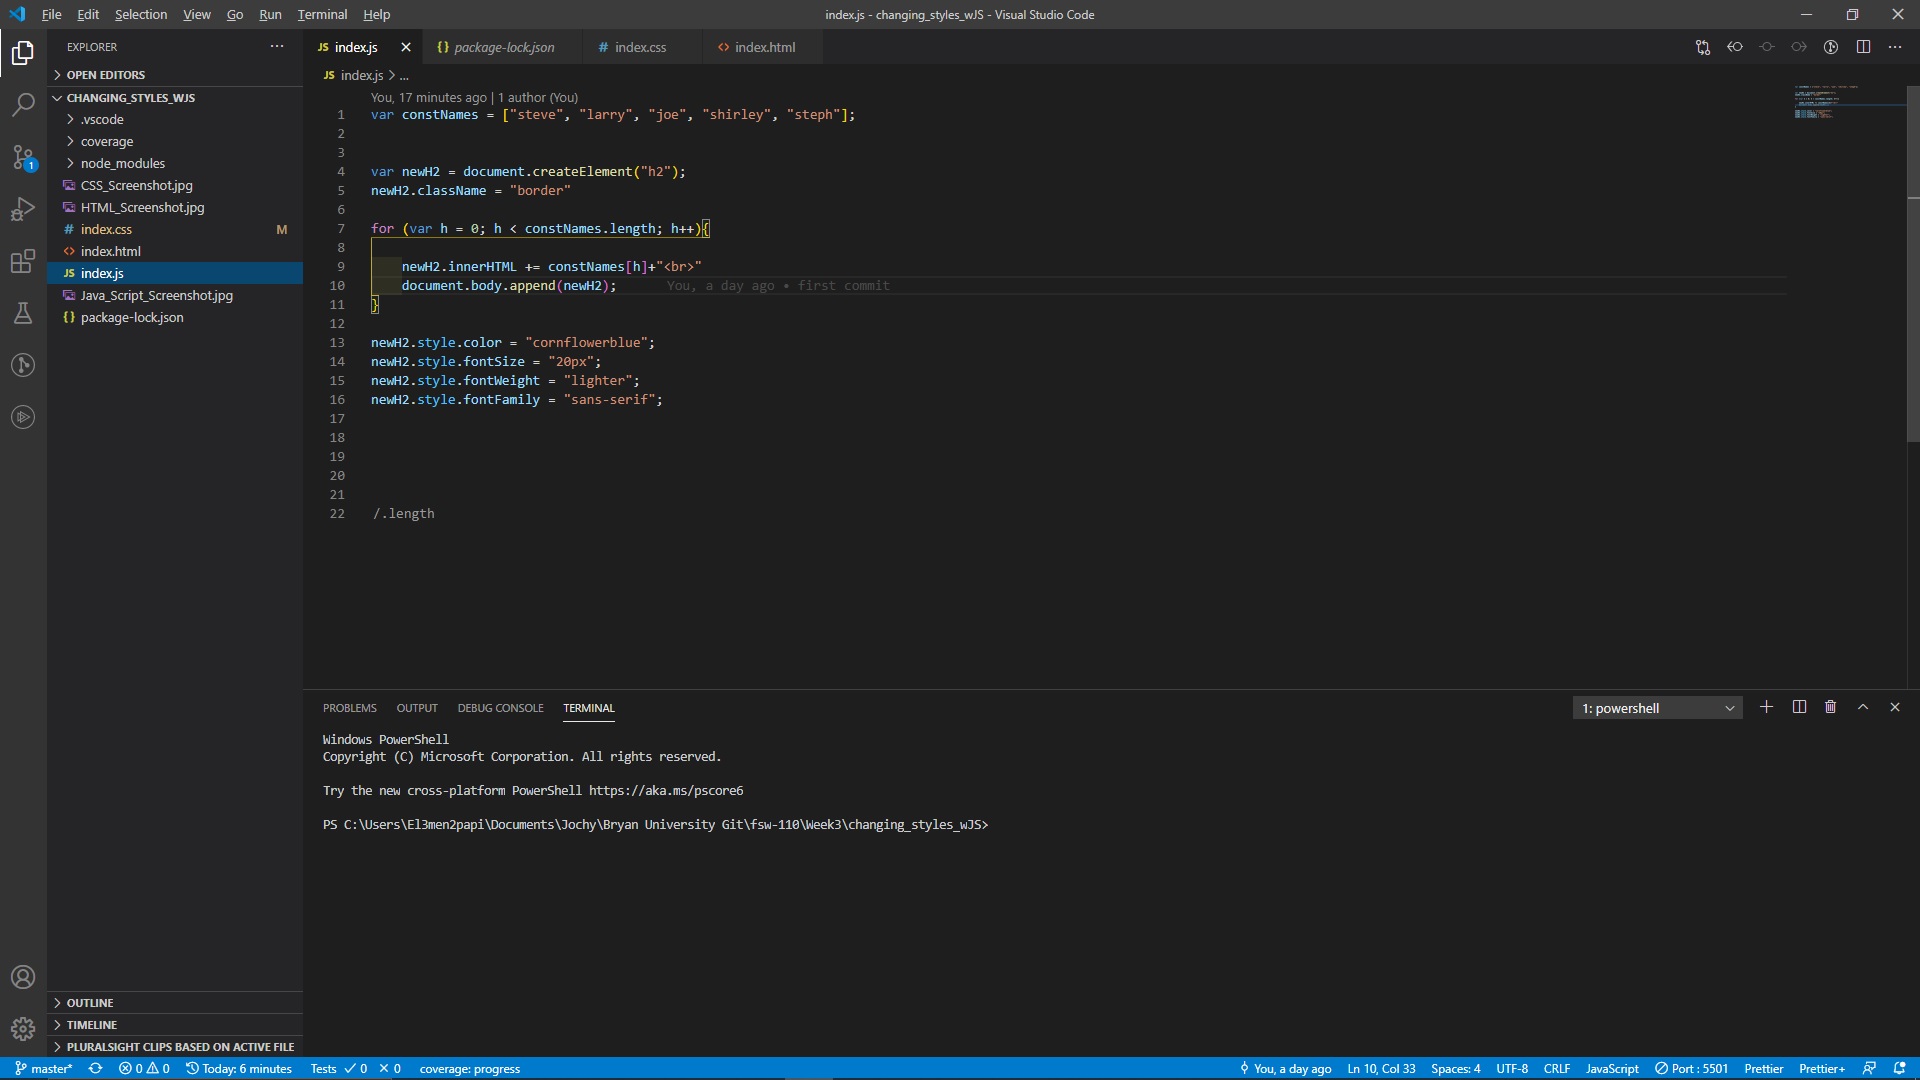 File Edit Selection View Go Run Terminal Help
index.js - changing_styles_wJS - Visual Studio Code
EXPLORER
OPEN EDITORS
CHANGING_STYLES_WJS
.vscode
coverage
node_modules
CSS_Screenshot.jpg
HTML_Screenshot.jpg
index.css M
index.html
JS index.js
Java_Script_Screenshot.jpg
{} package-lock.json
OUTLINE
TIMELINE
PLURALSIGHT CLIPS BASED ON ACTIVE FILE
1
JS index.js {} package-lock.json # index.css <> index.html
JS index.js > ...
You, 17 minutes ago | 1 author (You)
1 var constNames = ["steve", "larry", "joe", "shirley", "steph"];
2
3
4 var newH2 = document.createElement("h2");
5 newH2.className = "border"
6
7 for (var h = 0; h < constNames.length; h++){
8
9 newH2.innerHTML += constNames[h]+"<br>"
10 document.body.append(newH2); You, a day ago • first commit
11 }
12
13 newH2.style.color = "cornflowerblue";
14 newH2.style.fontSize = "20px";
15 newH2.style.fontWeight = "lighter";
16 newH2.style.fontFamily = "sans-serif";
17
18
19
20
21
22 /.length
PROBLEMS OUTPUT DEBUG CONSOLE TERMINAL
1: powershell
Windows PowerShell
Copyright (C) Microsoft Corporation. All rights reserved.
Try the new cross-platform PowerShell https://aka.ms/pscore6
PS C:\Users\El3men2papi\Documents\Jochy\Bryan University Git\fsw-110\Week3\changing_styles_wJS>
master* 0 0 Today: 6 minutes Tests ✓ 0 × 0 coverage: progress
You, a day ago Ln 10, Col 33 Spaces: 4 UTF-8 CRLF JavaScript Port : 5501 Prettier Prettier+